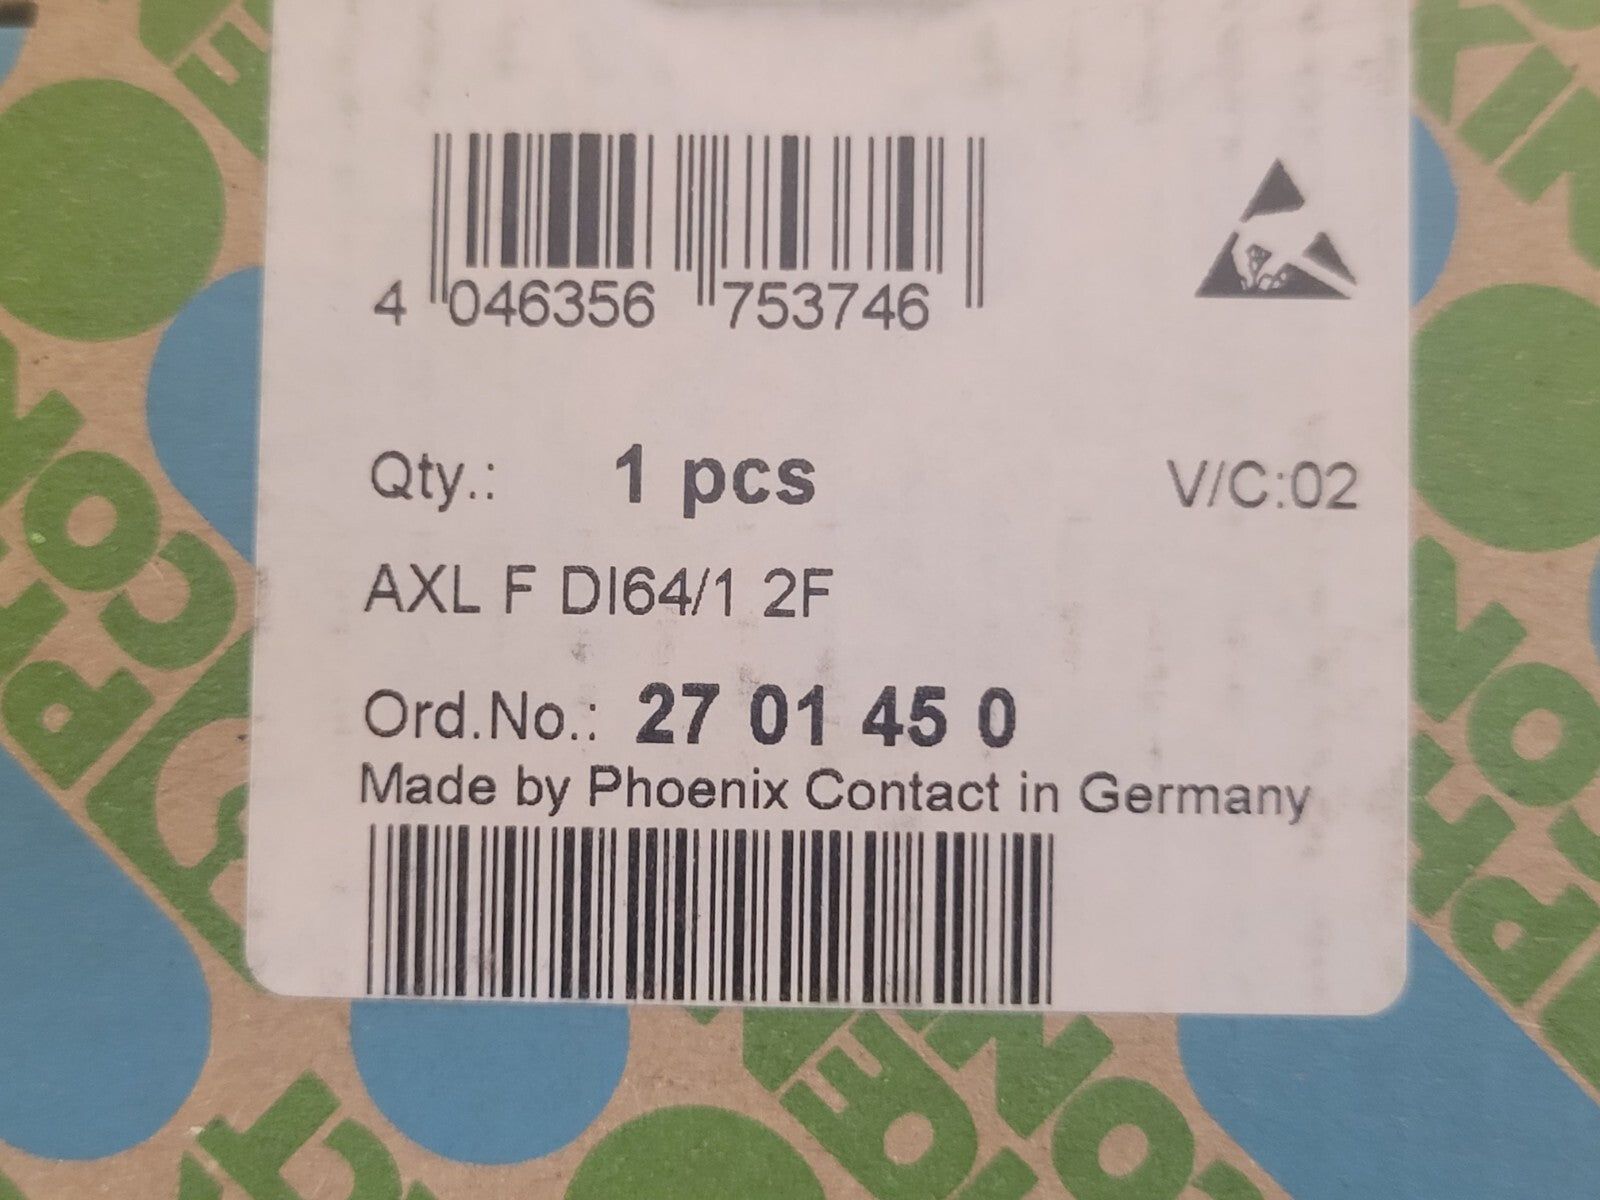 4 046356 753746
Qty.: 1 pcs V/C:02
AXL F DI64/1 2F
Ord.No.: 27 01 45 0
Made by Phoenix Contact in Germany